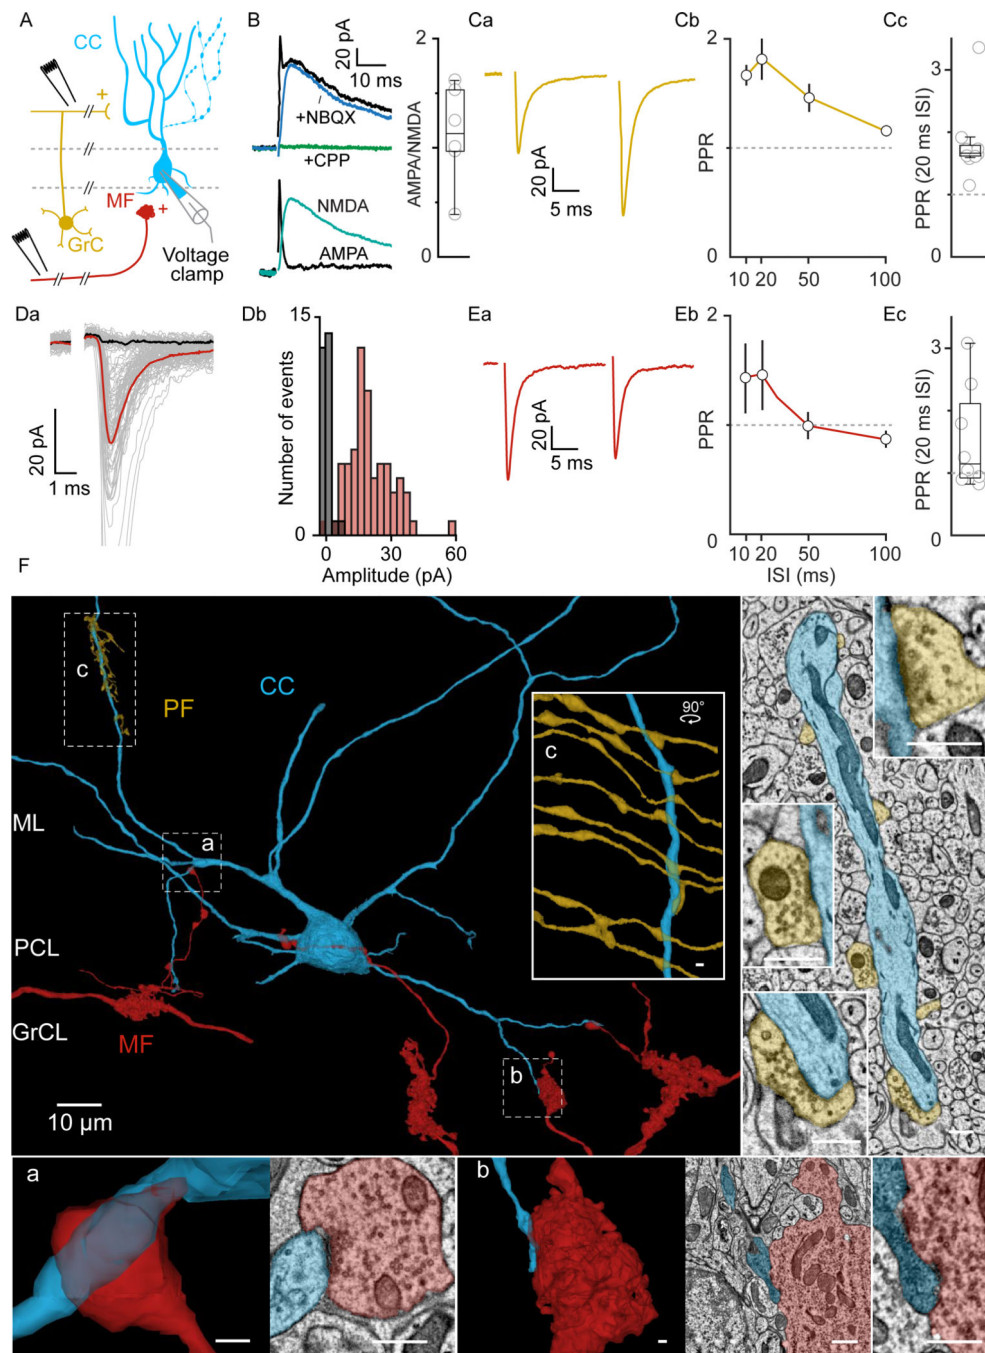 A
CC
+
MF
+
GrC
Voltage
clamp
B
20 pA
10 ms
+NBQX
+CPP
NMDA
AMPA
AMPA/NMDA
2
1
0
Ca
20 pA
5 ms
Cb
PPR
2
1
0
10 20 50 100
Cc
PPR (20 ms ISI)
3
0
Da
20 pA
1 ms
Db
Number of events
15
0
0 30 60
Amplitude (pA)
Ea
20 pA
5 ms
Eb
PPR
2
1
0
10 20 50 100
ISI (ms)
Ec
PPR (20 ms ISI)
3
0
F
c
PF
CC
90°
c
ML
a
PCL
GrCL
MF
b
10 µm
a
b